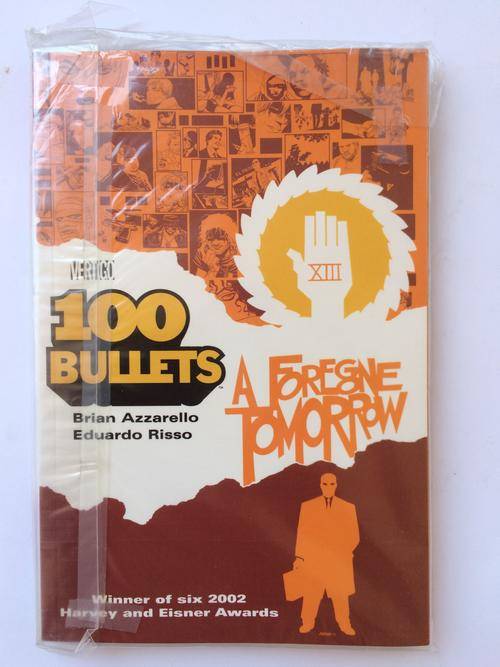 VERTIGO
100
BULLETS
Brian Azzarello
Eduardo Risso
XIII
A FOREGONE
TOMORROW
Winner of six 2002
Harvey and Eisner Awards